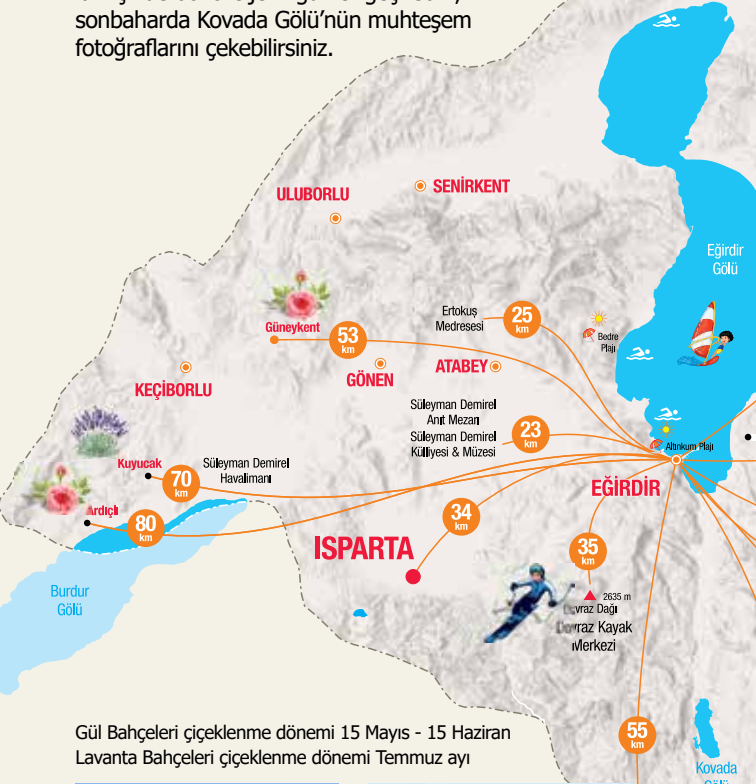 sonbaharda Kovada Gölü'nün muhteşem
fotoğraflarını çekebilirsiniz.
ULUBORLU
SENİRKENT
Eğirdir
Gölü
Güneykent
53
km
Ertokuş
Medresesi
25
km
Bedre
Plajı
KEÇİBORLU
GÖNEN
ATABEY
Süleyman Demirel
Anıt Mezarı
Süleyman Demirel
Külliyesi & Müzesi
23
km
Altınkum Plajı
Kuyucak
70
km
Süleyman Demirel
Havalimanı
EĞİRDİR
Ardıçlı
80
km
34
km
ISPARTA
35
km
2635 m
Dağı
Kayak
Merkezi
Burdur
Gölü
55
km
Kovada
Gül Bahçeleri çiçeklenme dönemi 15 Mayıs - 15 Haziran
Lavanta Bahçeleri çiçeklenme dönemi Temmuz ayı